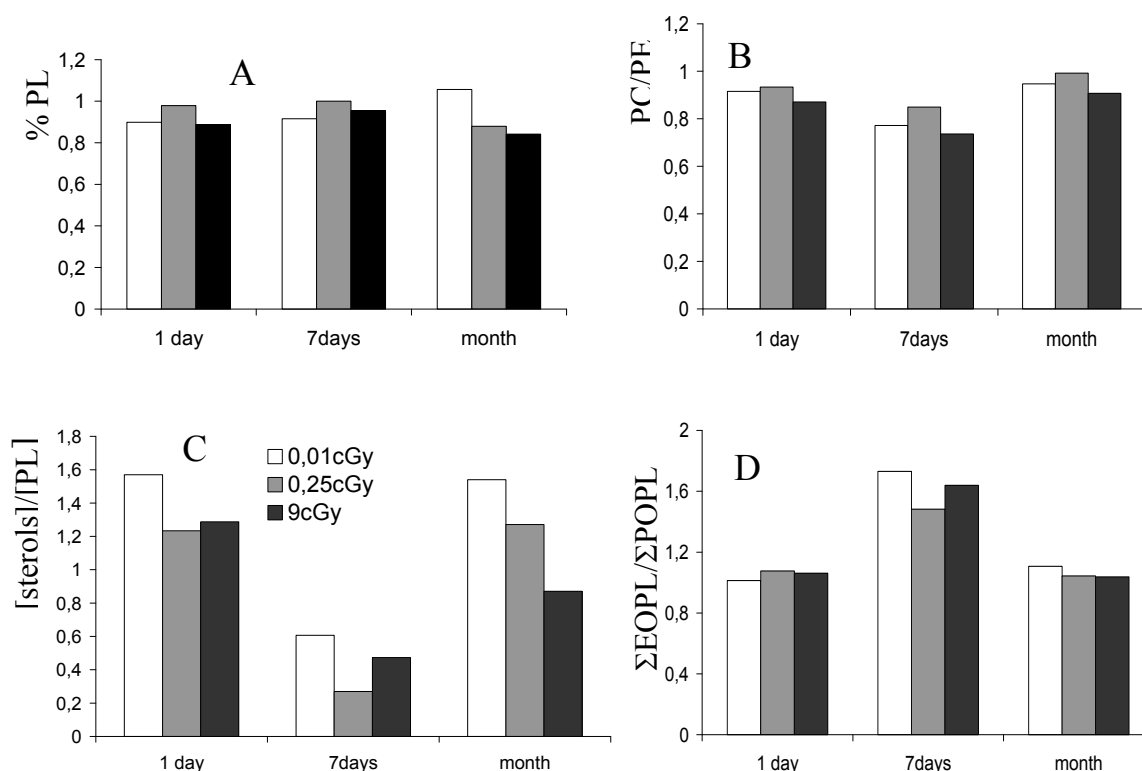 A
% PL
1,2
1
0,8
0,6
0,4
0,2
0
1 day
7days
month
B
PC/PE
1,2
1
0,8
0,6
0,4
0,2
0
1 day
7days
month
C
[sterols]/[PL]
1,8
1,6
1,4
1,2
1
0,8
0,6
0,4
0,2
0
0,01cGy
0,25cGy
9cGy
1 day
7days
month
D
ΣEOPL/ΣPOPL
2
1,6
1,2
0,8
0,4
0
1 day
7days
month